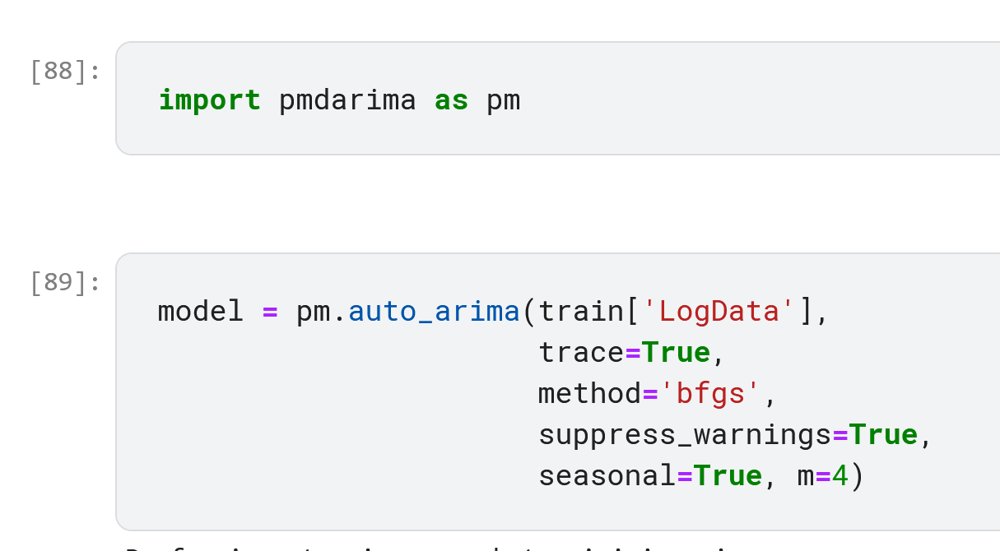 [88]:
import pmdarima as pm
[89]:
model = pm.auto_arima(train['LogData'],
trace=True,
method='bfgs',
suppress_warnings=True,
seasonal=True, m=4)